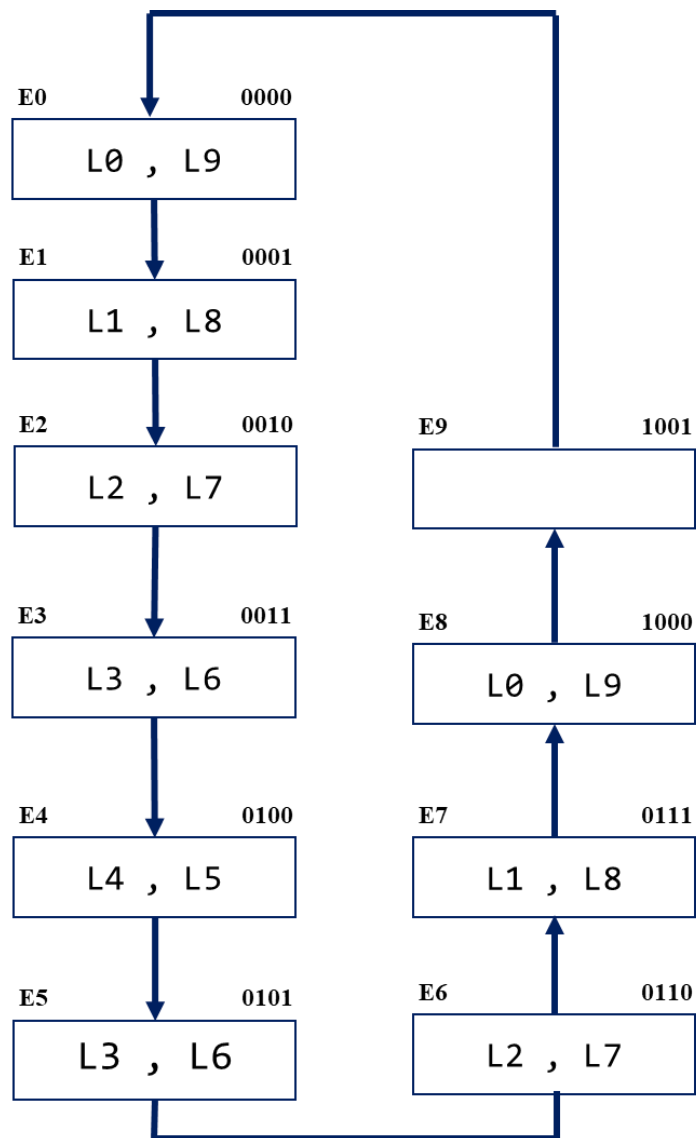 E0 0000
L0 , L9
E1 0001
L1 , L8
E2 0010
L2 , L7
E3 0011
L3 , L6
E4 0100
L4 , L5
E5 0101
L3 , L6
E9 1001
E8 1000
L0 , L9
E7 0111
L1 , L8
E6 0110
L2 , L7